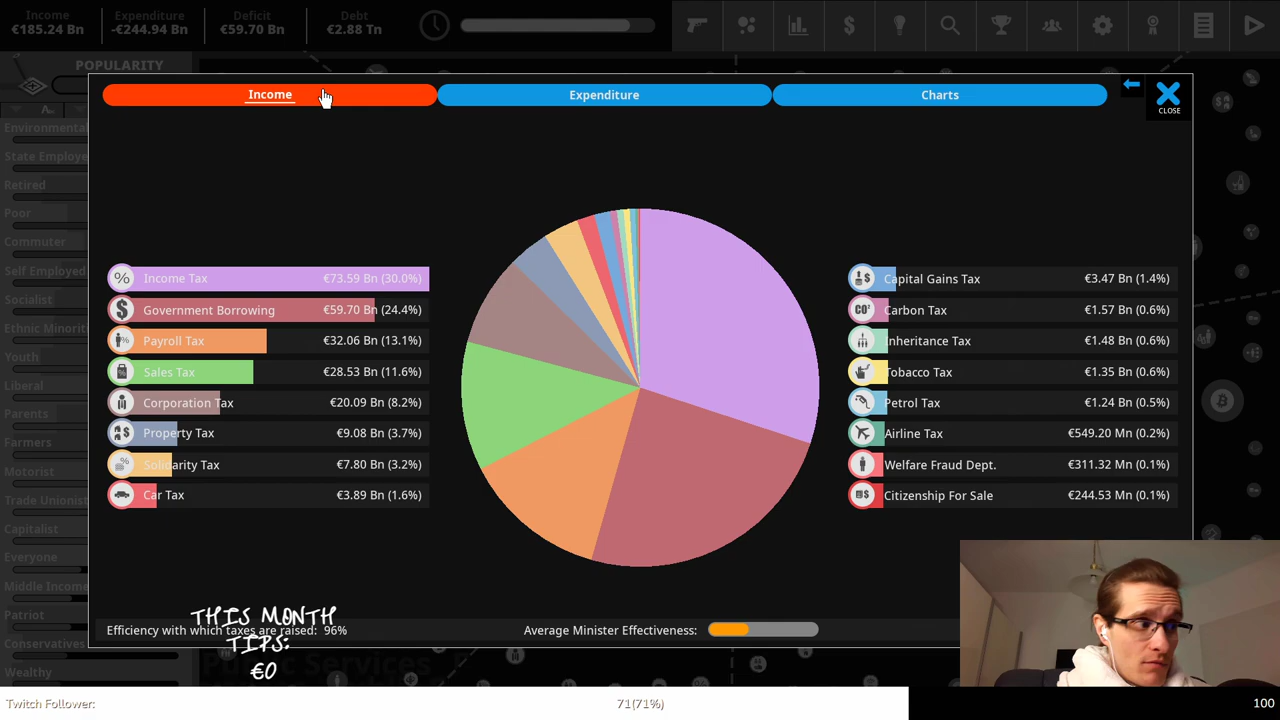 Income
€185.24 Bn
Expenditure
-€244.94 Bn
Deficit
€59.70 Bn
Debt
€2.88 Tn
POPULARITY
Income
Expenditure
Charts
CLOSE
Environmental
State Employe
Retired
Poor
Commuter
Self Employed
Socialist
Ethnic Minorit
Youth
Liberal
Parents
Farmers
Motorist
Trade Unionist
Capitalist
Everyone
Middle Income
Patriot
Conservatives
Wealthy
% Income Tax €73.59 Bn (30.0%)
$ Government Borrowing €59.70 Bn (24.4%)
Payroll Tax €32.06 Bn (13.1%)
Sales Tax €28.53 Bn (11.6%)
Corporation Tax €20.09 Bn (8.2%)
Property Tax €9.08 Bn (3.7%)
Solidarity Tax €7.80 Bn (3.2%)
Car Tax €3.89 Bn (1.6%)
Capital Gains Tax €3.47 Bn (1.4%)
CO² Carbon Tax €1.57 Bn (0.6%)
Inheritance Tax €1.48 Bn (0.6%)
Tobacco Tax €1.35 Bn (0.6%)
Petrol Tax €1.24 Bn (0.5%)
Airline Tax €549.20 Mn (0.2%)
Welfare Fraud Dept. €311.32 Mn (0.1%)
Citizenship For Sale €244.53 Mn (0.1%)
Efficiency with which taxes are raised: 96%
Average Minister Effectiveness:
THIS MONTH
TIPS:
€0
Public Services
Twitch Follower:
71(71%)
100